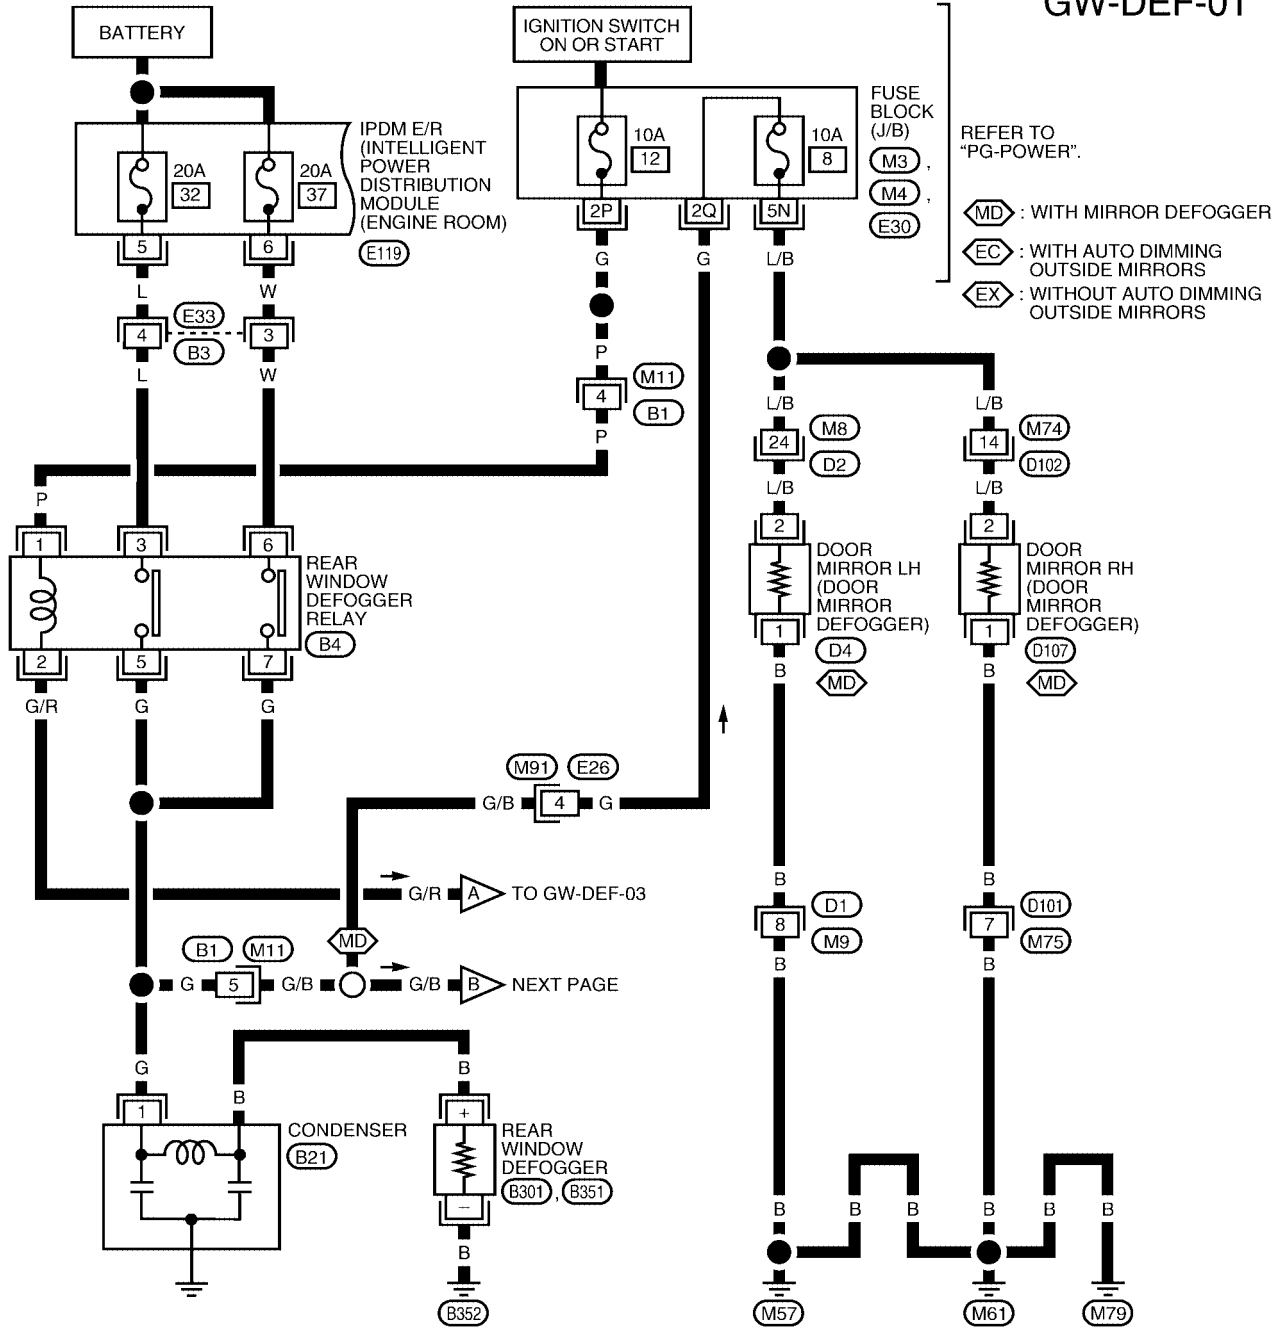 GW-DEF-01
BATTERY
IGNITION SWITCH
ON OR START
IPDM E/R
(INTELLIGENT
POWER
DISTRIBUTION
MODULE
(ENGINE ROOM)
E119
20A
32
20A
37
5
6
10A
12
10A
8
2P
2Q
5N
FUSE
BLOCK
(J/B)
M3 ,
M4 ,
E30
REFER TO
"PG-POWER".
MD : WITH MIRROR DEFOGGER
EC : WITH AUTO DIMMING
OUTSIDE MIRRORS
EX : WITHOUT AUTO DIMMING
OUTSIDE MIRRORS
L
W
G
G
L/B
4
E33
B3
3
L
W
P
4
M11
B1
P
L/B
L/B
24
M8
D2
14
M74
D102
L/B
L/B
P
1
3
6
REAR
WINDOW
DEFOGGER
RELAY
B4
2
5
7
G/R
G
G
2
DOOR
MIRROR LH
(DOOR
MIRROR
DEFOGGER)
1
D4
MD
B
2
DOOR
MIRROR RH
(DOOR
MIRROR
DEFOGGER)
1
D107
MD
B
M91
E26
G/B
4
G
G/R
A
TO GW-DEF-03
MD
B1
M11
G
5
G/B
G/B
B
NEXT PAGE
B
B
8
D1
M9
7
D101
M75
B
B
G
B
B
1
CONDENSER
B21
+
REAR
WINDOW
DEFOGGER
B301 , B351
−
B
B352
B
B
B
B
B
B
M57
M61
M79